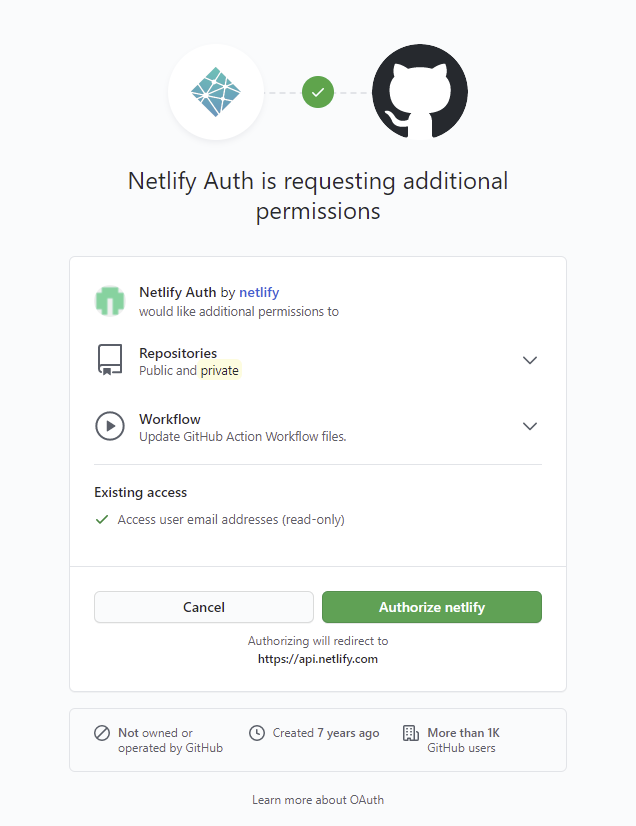 Netlify Auth is requesting additional
permissions
Netlify Auth by netlify
would like additional permissions to
Repositories
Public and private
Workflow
Update GitHub Action Workflow files.
Existing access
Access user email addresses (read-only)
Cancel
Authorize netlify
Authorizing will redirect to
https://api.netlify.com
Not owned or
operated by GitHub
Created 7 years ago
More than 1K
GitHub users
Learn more about OAuth